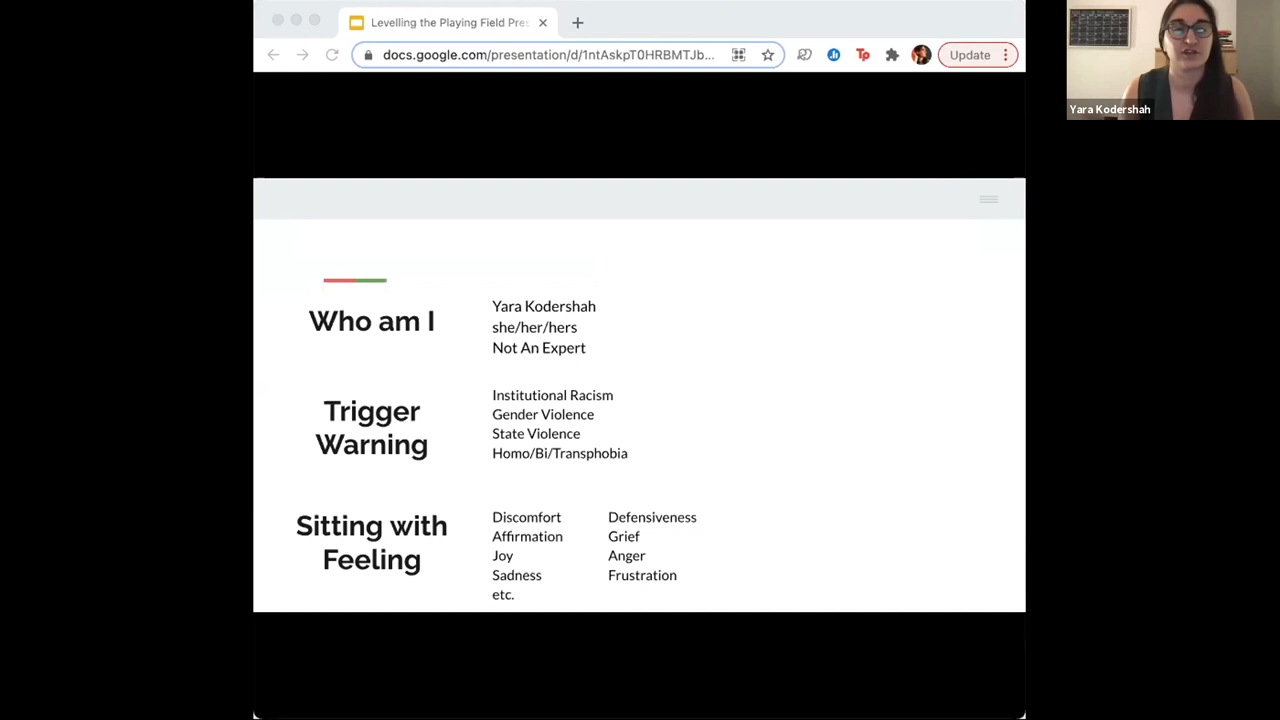 Levelling the Playing Field Pres
docs.google.com/presentation/d/1ntAskpT0HRBMTJb...
Update
Yara Kodershah
Who am I
Yara Kodershah
she/her/hers
Not An Expert
Trigger
Warning
Institutional Racism
Gender Violence
State Violence
Homo/Bi/Transphobia
Sitting with
Feeling
Discomfort
Affirmation
Joy
Sadness
etc.
Defensiveness
Grief
Anger
Frustration